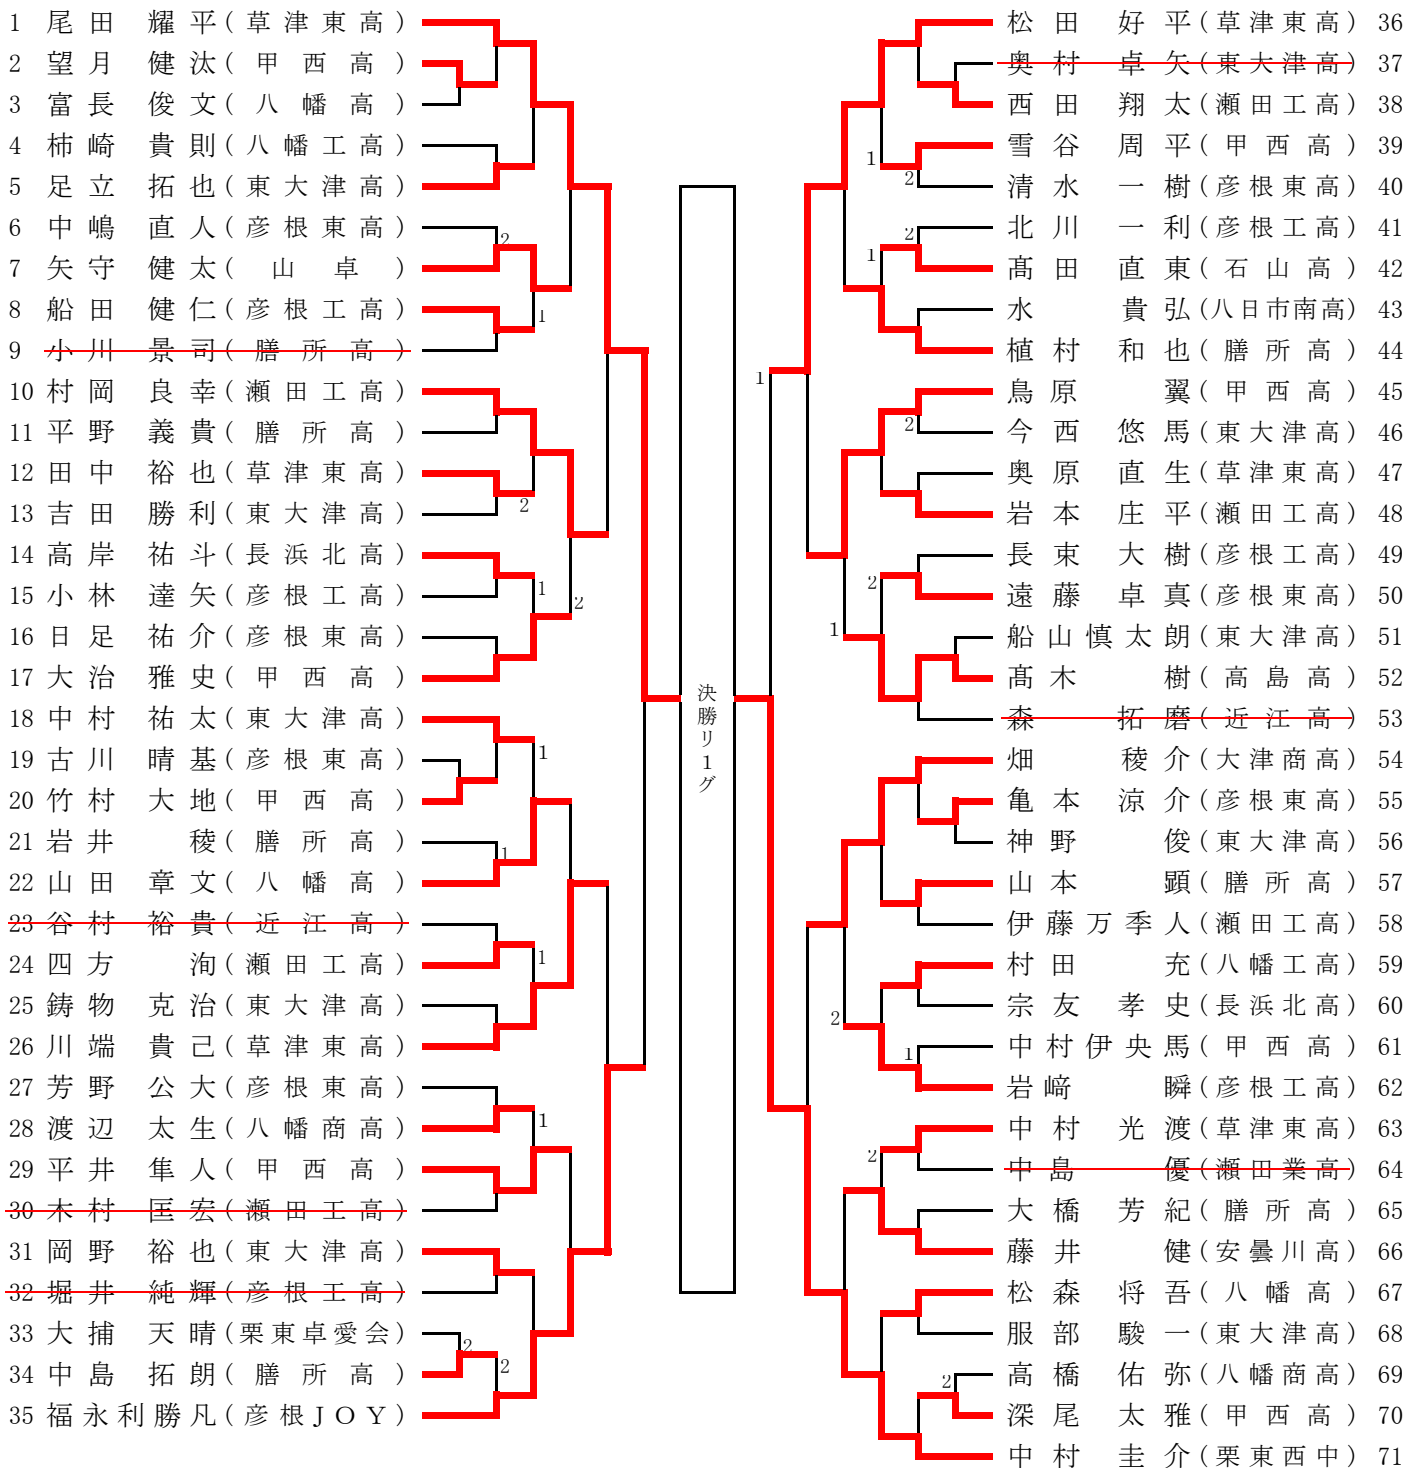 1 尾田 耀平(草津東高)
2 望月 健汰(甲西高)
3 富長 俊文(八幡高)
4 柿崎 貴則(八幡工高)
5 足立 拓也(東大津高)
6 中嶋 直人(彦根東高)
2
7 矢守 健太(山卓)
8 船田 健仁(彦根工高)
1
9 小川 景司(膳所高)
10 村岡 良幸(瀬田工高)
11 平野 義貴(膳所高)
12 田中 裕也(草津東高)
2
13 吉田 勝利(東大津高)
14 高岸 祐斗(長浜北高)
1
2
15 小林 達矢(彦根工高)
16 日足 祐介(彦根東高)
17 大治 雅史(甲西高)
18 中村 祐太(東大津高)
1
19 古川 晴基(彦根東高)
20 竹村 大地(甲西高)
21 岩井 稜(膳所高)
1
22 山田 章文(八幡高)
23 谷村 裕貴(近江高)
24 四方 洵(瀬田工高)
1
25 鋳物 克治(東大津高)
26 川端 貴己(草津東高)
27 芳野 公大(彦根東高)
1
28 渡辺 太生(八幡商高)
29 平井 隼人(甲西高)
30 木村 匡宏(瀬田工高)
31 岡野 裕也(東大津高)
32 堀井 純輝(彦根工高)
33 大捕 天晴(栗東卓愛会)
2
2
34 中島 拓朗(膳所高)
35 福永利勝凡(彦根JOY)
決勝リ1グ
松田 好平(草津東高) 36
奥村 卓矢(東大津高) 37
西田 翔太(瀬田工高) 38
1
雪谷 周平(甲西高) 39
2
清水 一樹(彦根東高) 40
2
北川 一利(彦根工高) 41
1
髙田 直東(石山高) 42
水 貴弘(八日市南高) 43
植村 和也(膳所高) 44
1
鳥原 翼(甲西高) 45
2
今西 悠馬(東大津高) 46
奥原 直生(草津東高) 47
岩本 庄平(瀬田工高) 48
長東 大樹(彦根工高) 49
2
遠藤 卓真(彦根東高) 50
1
船山慎太朗(東大津高) 51
髙木 樹(高島高) 52
森 拓磨(近江高) 53
畑 稜介(大津商高) 54
亀本 涼介(彦根東高) 55
神野 俊(東大津高) 56
山本 顕(膳所高) 57
伊藤万季人(瀬田工高) 58
村田 充(八幡工高) 59
宗友 孝史(長浜北高) 60
2
1
中村伊央馬(甲西高) 61
岩﨑 瞬(彦根工高) 62
中村 光渡(草津東高) 63
2
中島 優(瀬田業高) 64
大橋 芳紀(膳所高) 65
藤井 健(安曇川高) 66
松森 将吾(八幡高) 67
服部 駿一(東大津高) 68
2
高橋 佑弥(八幡商高) 69
深尾 太雅(甲西高) 70
中村 圭介(栗東西中) 71